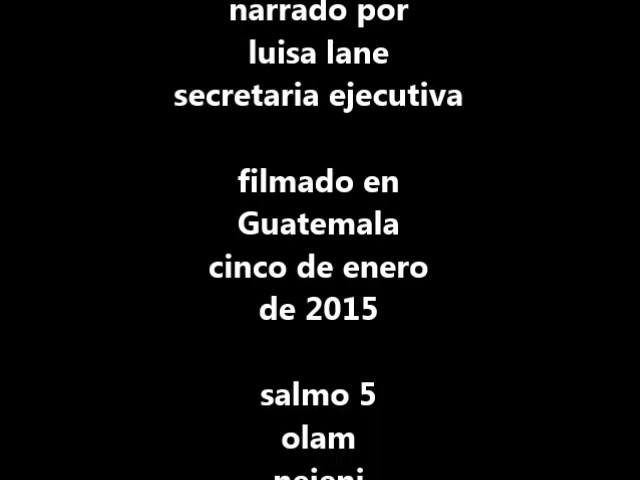 narrado por
luisa lane
secretaria ejecutiva
filmado en
Guatemala
cinco de enero
de 2015
salmo 5
olam